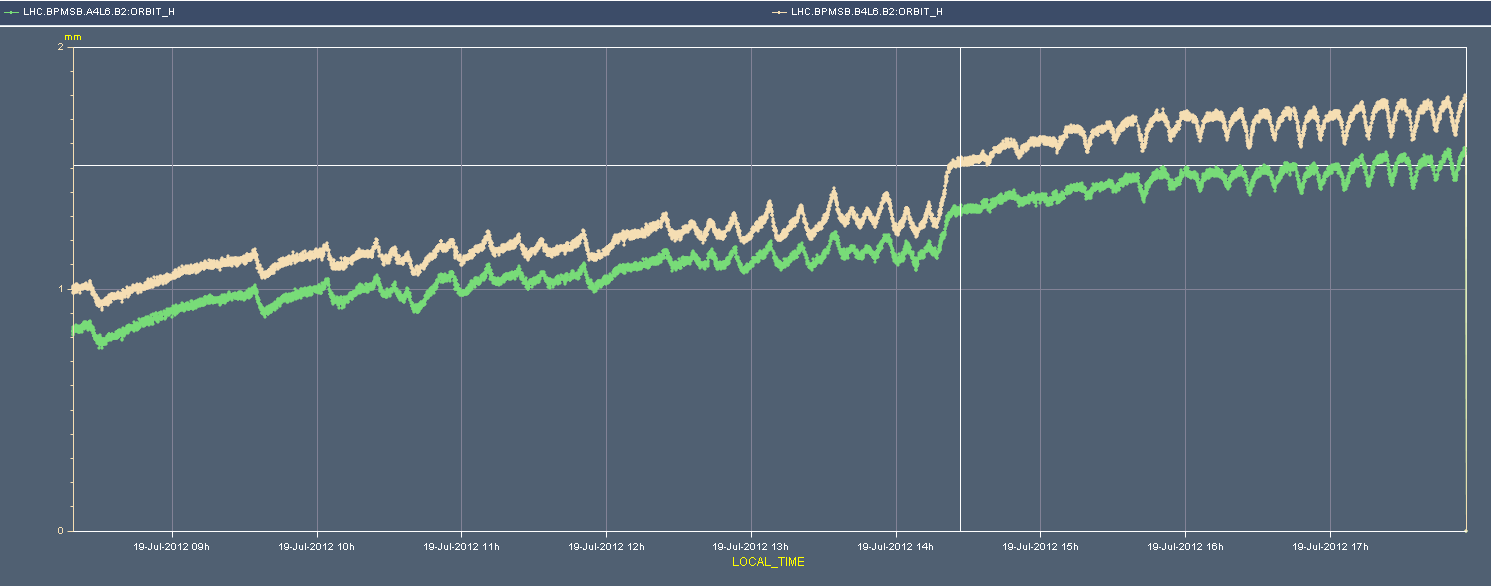 LHC.BPMSB.A4L6.B2:ORBIT_H LHC.BPMSB.B4L6.B2:ORBIT_H
mm
2
1
0
19-Jul-2012 09h 19-Jul-2012 10h 19-Jul-2012 11h 19-Jul-2012 12h 19-Jul-2012 13h 19-Jul-2012 14h 19-Jul-2012 15h 19-Jul-2012 16h 19-Jul-2012 17h
LOCAL_TIME